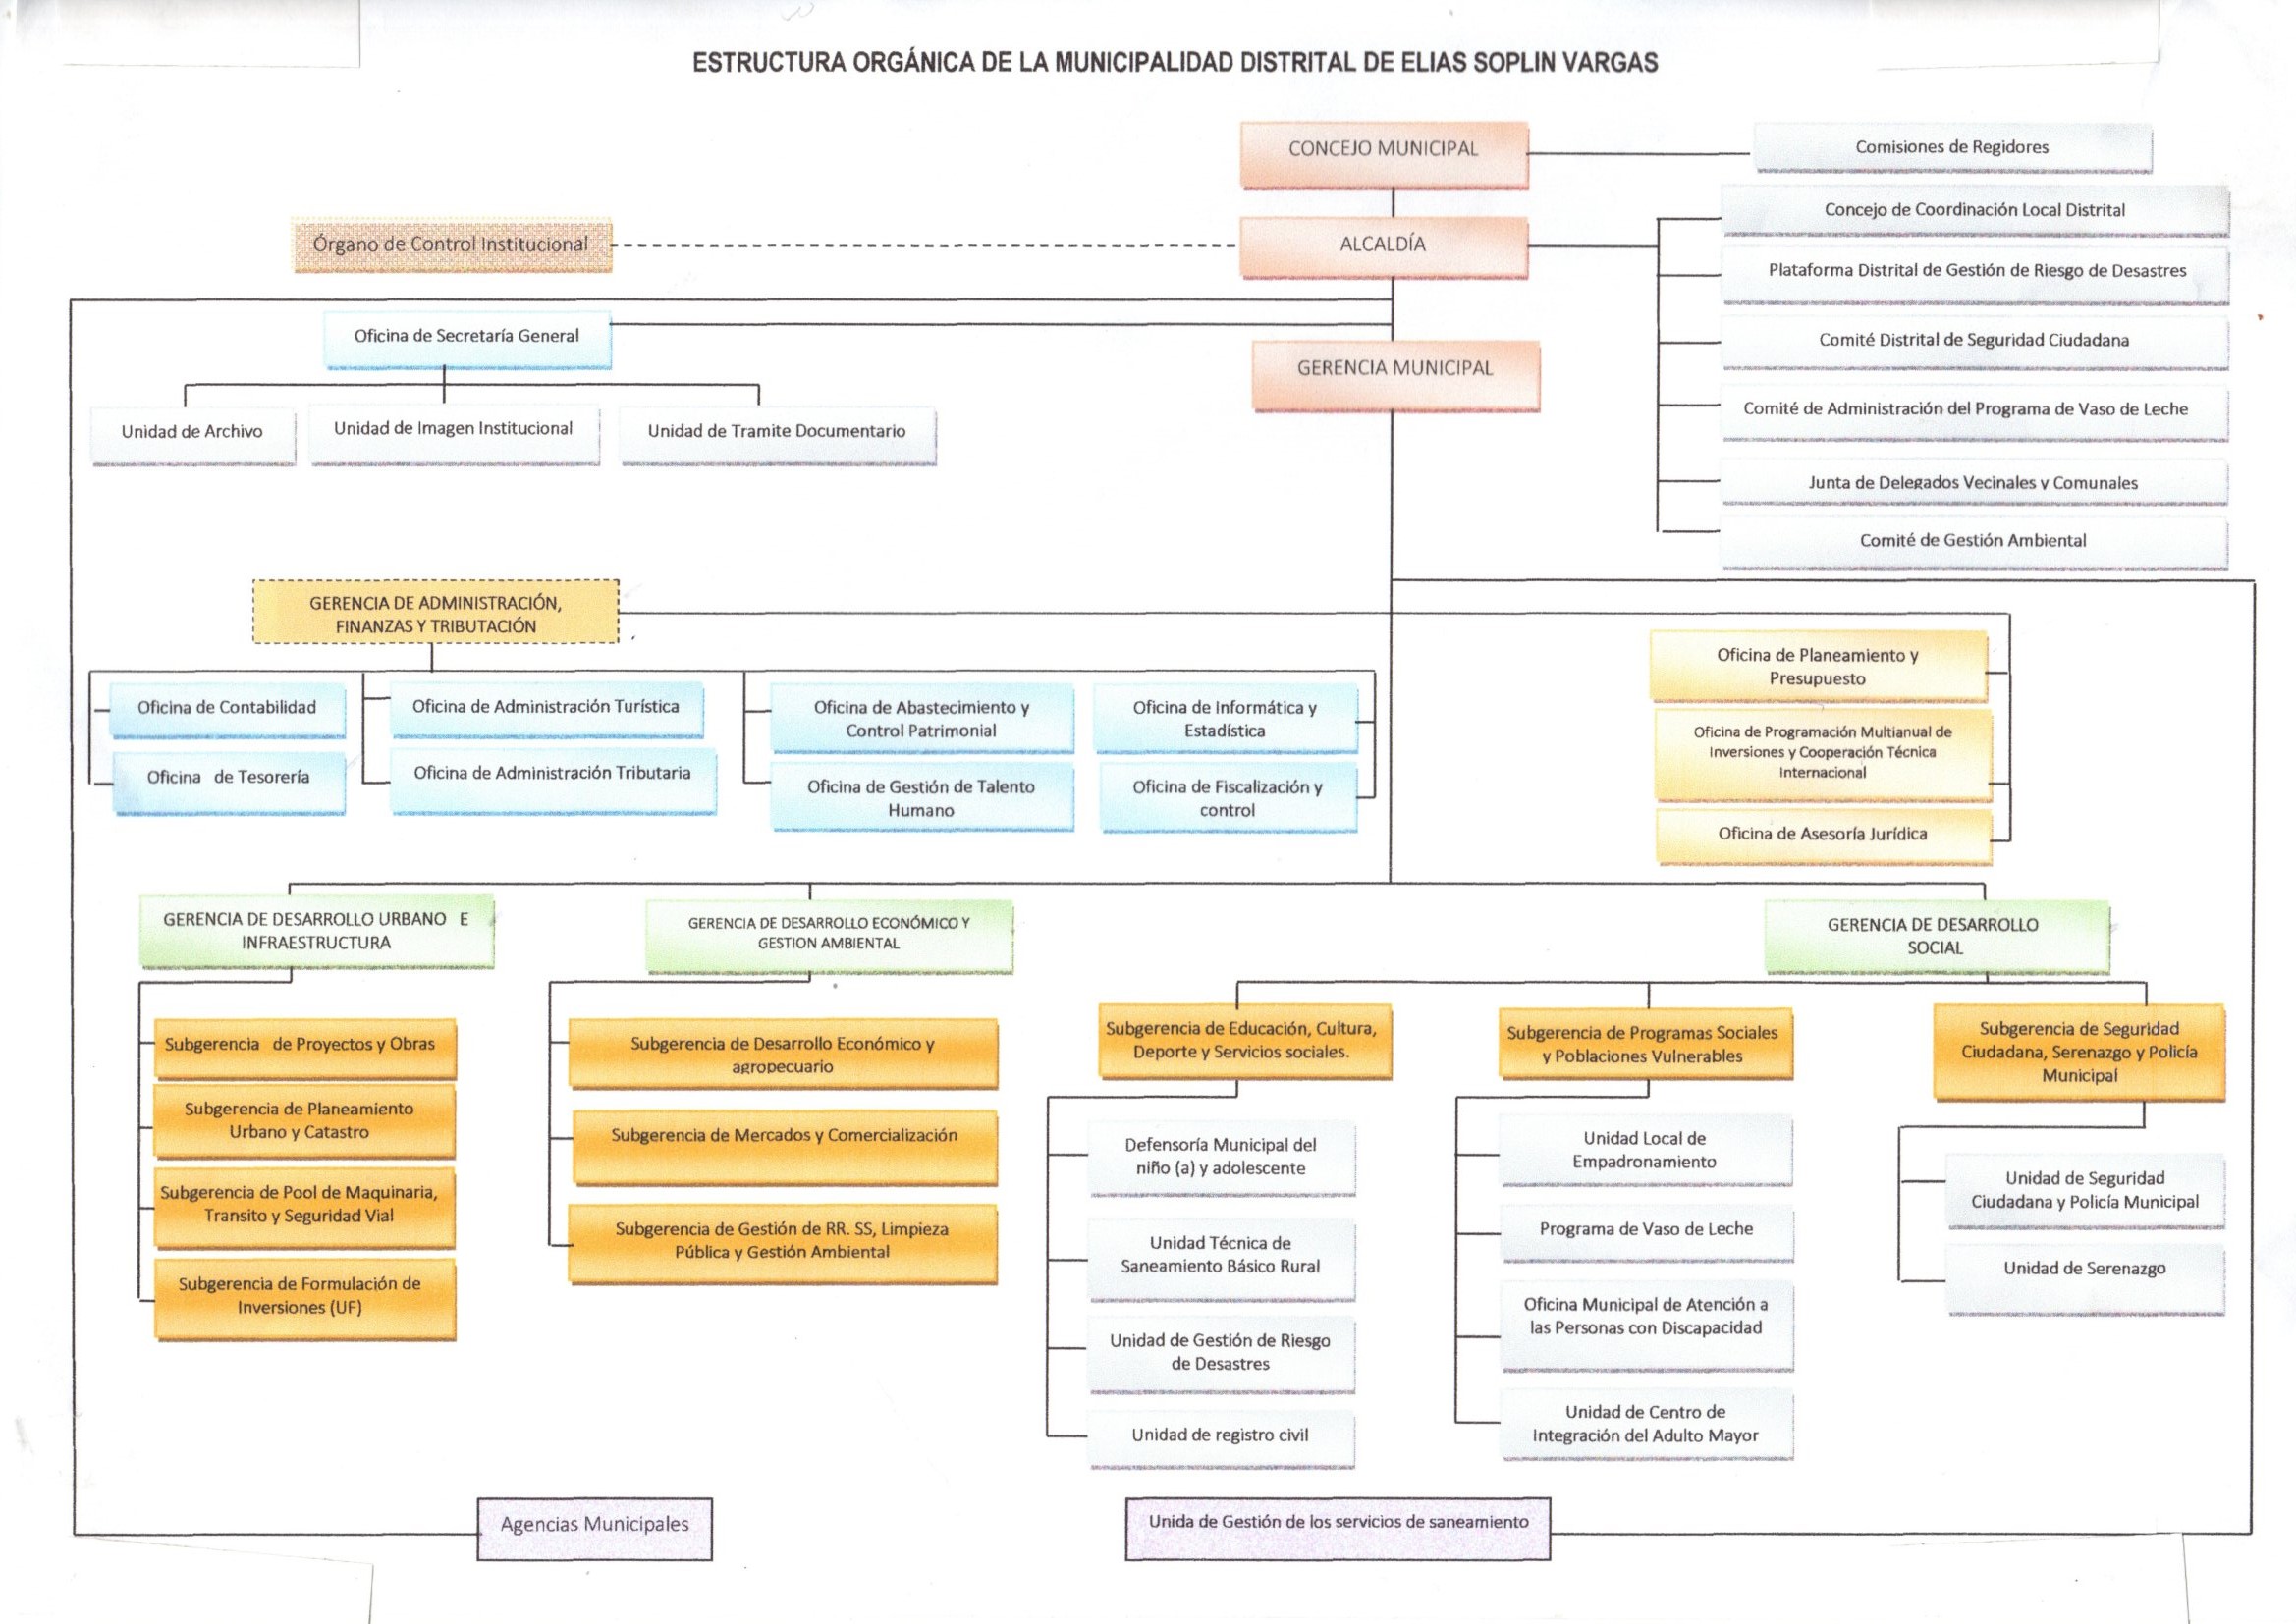 ESTRUCTURA ORGÁNICA DE LA MUNICIPALIDAD DISTRITAL DE ELIAS SOPLIN VARGAS
CONCEJO MUNICIPAL
Comisiones de Regidores
Órgano de Control Institucional
ALCALDÍA
Concejo de Coordinación Local Distrital
Plataforma Distrital de Gestión de Riesgo de Desastres
Comité Distrital de Seguridad Ciudadana
Comité de Administración del Programa de Vaso de Leche
Junta de Delegados Vecinales y Comunales
Comité de Gestión Ambiental
Oficina de Secretaría General
GERENCIA MUNICIPAL
Unidad de Archivo
Unidad de Imagen Institucional
Unidad de Tramite Documentario
GERENCIA DE ADMINISTRACIÓN,
FINANZAS Y TRIBUTACIÓN
Oficina de Contabilidad
Oficina de Tesorería
Oficina de Administración Turística
Oficina de Administración Tributaria
Oficina de Abastecimiento y
Control Patrimonial
Oficina de Gestión de Talento
Humano
Oficina de Informática y
Estadística
Oficina de Fiscalización y
control
Oficina de Planeamiento y
Presupuesto
Oficina de Programación Multianual de
Inversiones y Cooperación Técnica
Internacional
Oficina de Asesoría Jurídica
GERENCIA DE DESARROLLO URBANO E
INFRAESTRUCTURA
Subgerencia de Proyectos y Obras
Subgerencia de Planeamiento
Urbano y Catastro
Subgerencia de Pool de Maquinaria,
Transito y Seguridad Vial
Subgerencia de Formulación de
Inversiones (UF)
GERENCIA DE DESARROLLO ECONÓMICO Y
GESTION AMBIENTAL
Subgerencia de Desarrollo Económico y
agropecuario
Subgerencia de Mercados y Comercialización
Subgerencia de Gestión de RR. SS, Limpieza
Pública y Gestión Ambiental
GERENCIA DE DESARROLLO
SOCIAL
Subgerencia de Educación, Cultura,
Deporte y Servicios sociales.
Defensoría Municipal del
niño (a) y adolescente
Unidad Técnica de
Saneamiento Básico Rural
Unidad de Gestión de Riesgo
de Desastres
Unidad de registro civil
Subgerencia de Programas Sociales
y Poblaciones Vulnerables
Unidad Local de
Empadronamiento
Programa de Vaso de Leche
Oficina Municipal de Atención a
las Personas con Discapacidad
Unidad de Centro de
Integración del Adulto Mayor
Subgerencia de Seguridad
Ciudadana, Serenazgo y Policía
Municipal
Unidad de Seguridad
Ciudadana y Policía Municipal
Unidad de Serenazgo
Agencias Municipales
Unida de Gestión de los servicios de saneamiento